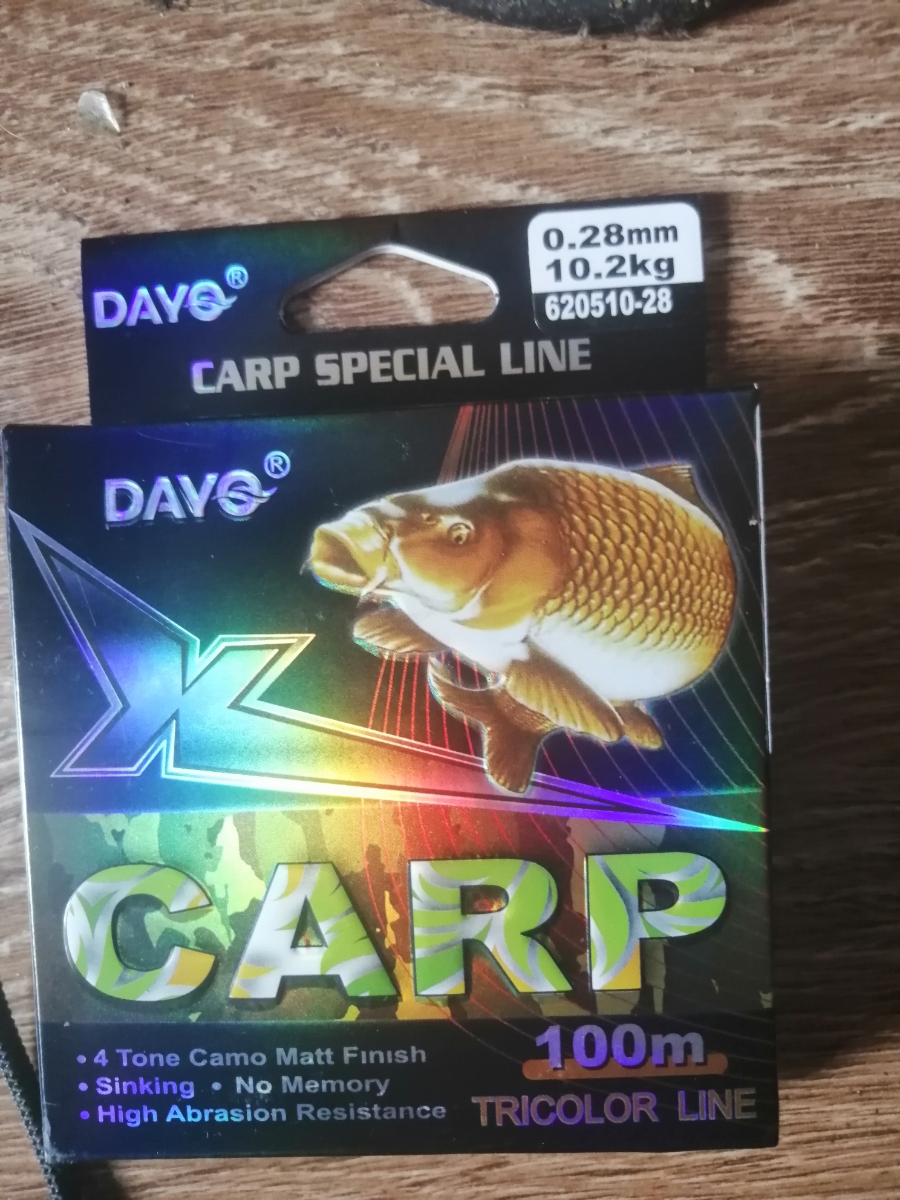 DAYO®
0.28mm
10.2kg
620510-28
CARP SPECIAL LINE
DAYO®
X
CARP
100m
TRICOLOR LINE
• 4 Tone Camo Matt Finish
• Sinking • No Memory
• High Abrasion Resistance